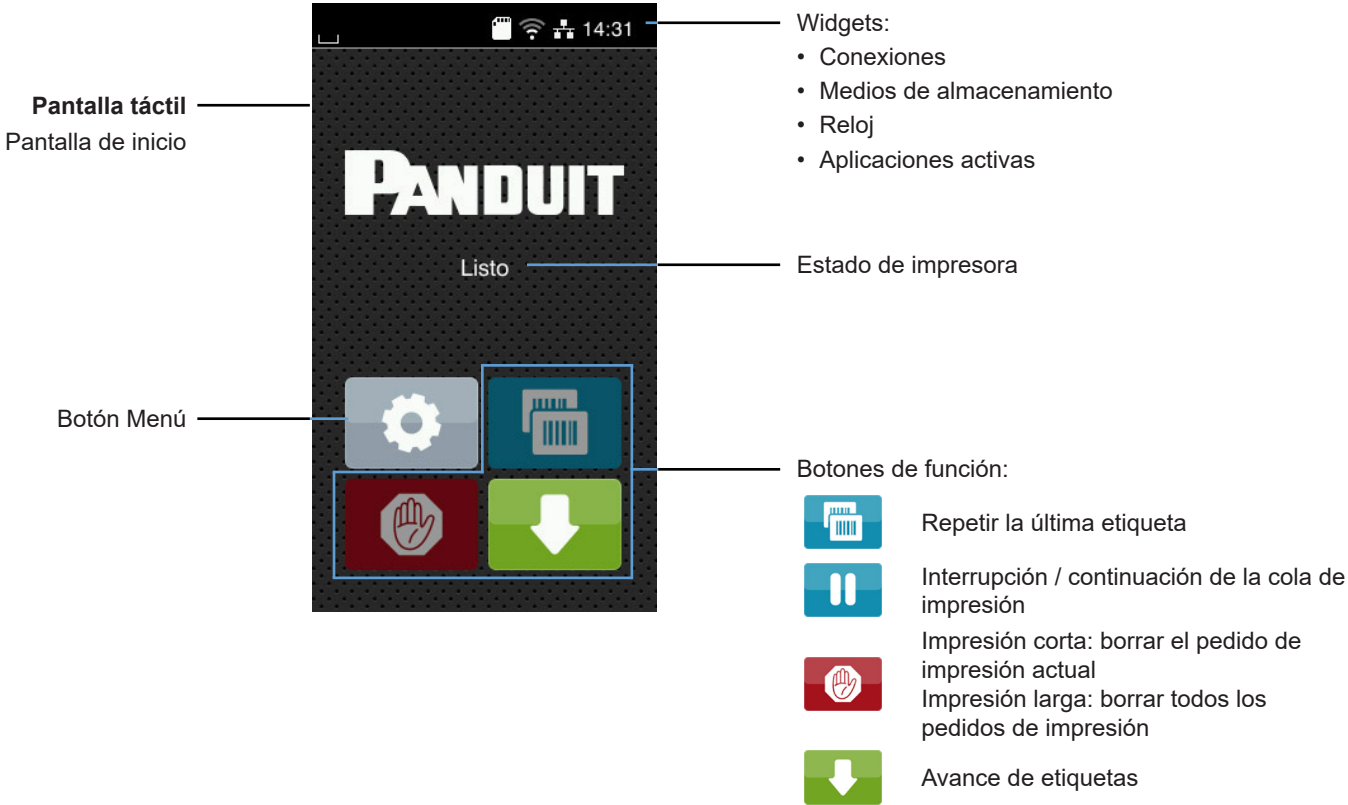 14:31
Widgets:
• Conexiones
• Medios de almacenamiento
• Reloj
• Aplicaciones activas
Pantalla táctil
Pantalla de inicio
PANDUIT
Listo
Estado de impresora
Botón Menú
Botones de función:
Repetir la última etiqueta
Interrupción / continuación de la cola de
impresión
Impresión corta: borrar el pedido de
impresión actual
Impresión larga: borrar todos los
pedidos de impresión
Avance de etiquetas